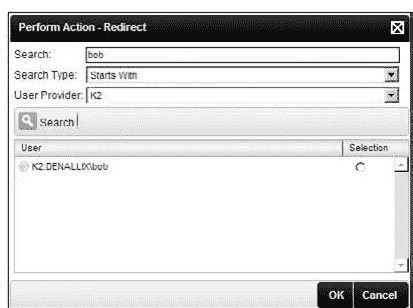 Perform Action - Redirect
Search: bob
Search Type: Starts With
User Provider: K2
Search
User Selection
K2:DENALLIX\bob
OK Cancel